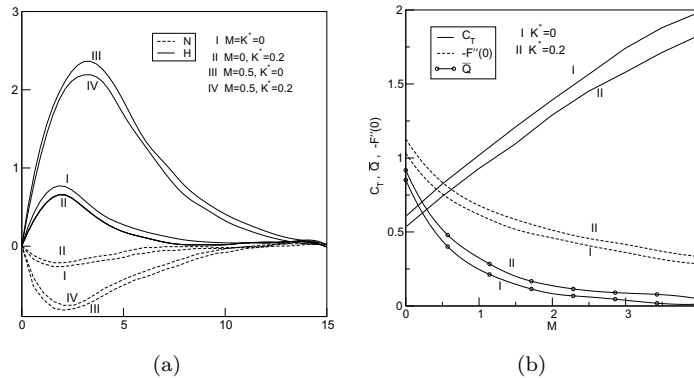 N
H
I M=K*=0
II M=0, K*=0.2
III M=0.5, K*=0
IV M=0.5, K*=0.2
III
IV
I
II
II
I
IV
III
3
2
1
0
0
5
10
15
(a)
C_T
-F''(0)
Q̅
I K*=0
II K*=0.2
I
II
II
I
II
I
2
1.5
1
0.5
0
C_T , Q̅ , -F''(0)
0
1
2
3
M
(b)